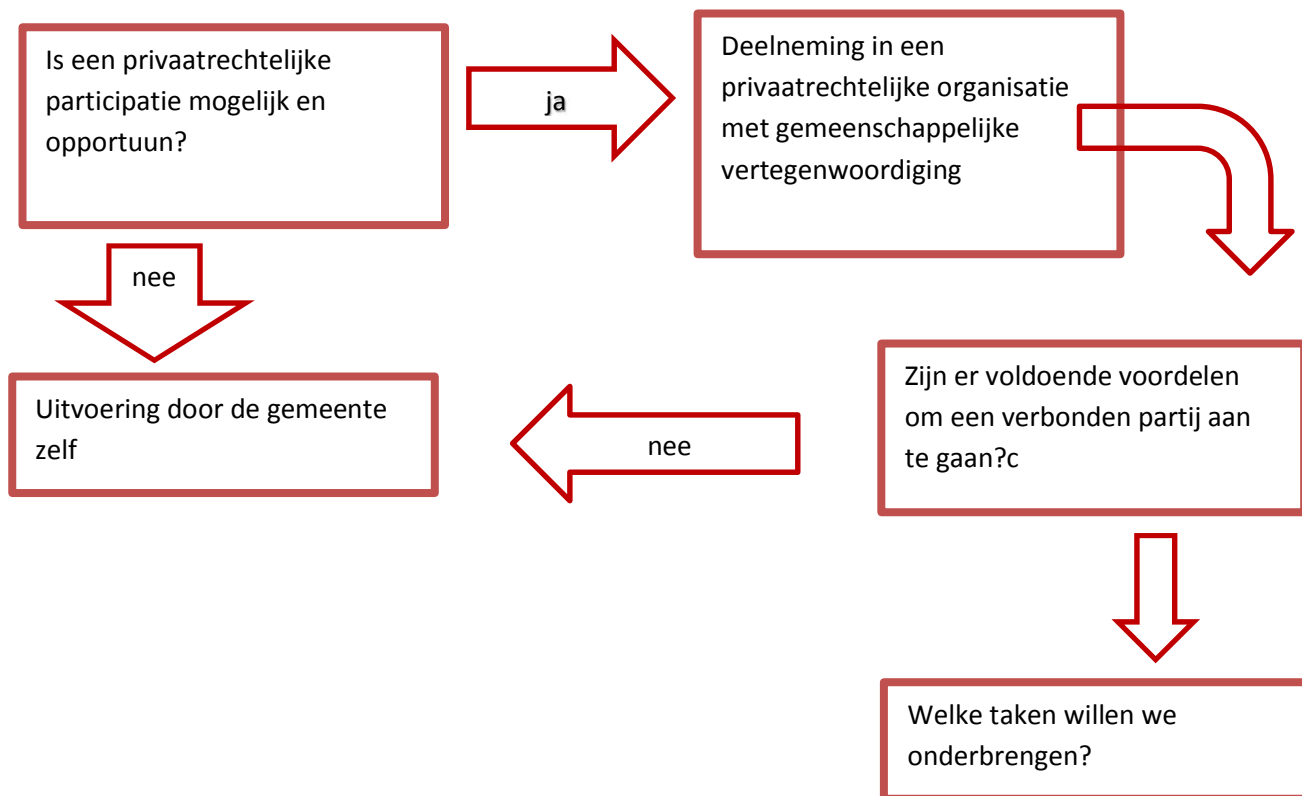 Is een privaatrechtelijke
participatie mogelijk en
opportuun?
ja
Deelneming in een
privaatrechtelijke organisatie
met gemeenschappelijke
vertegenwoordiging
nee
Uitvoering door de gemeente
zelf
nee
Zijn er voldoende voordelen
om een verbonden partij aan
te gaan?c
Welke taken willen we
onderbrengen?